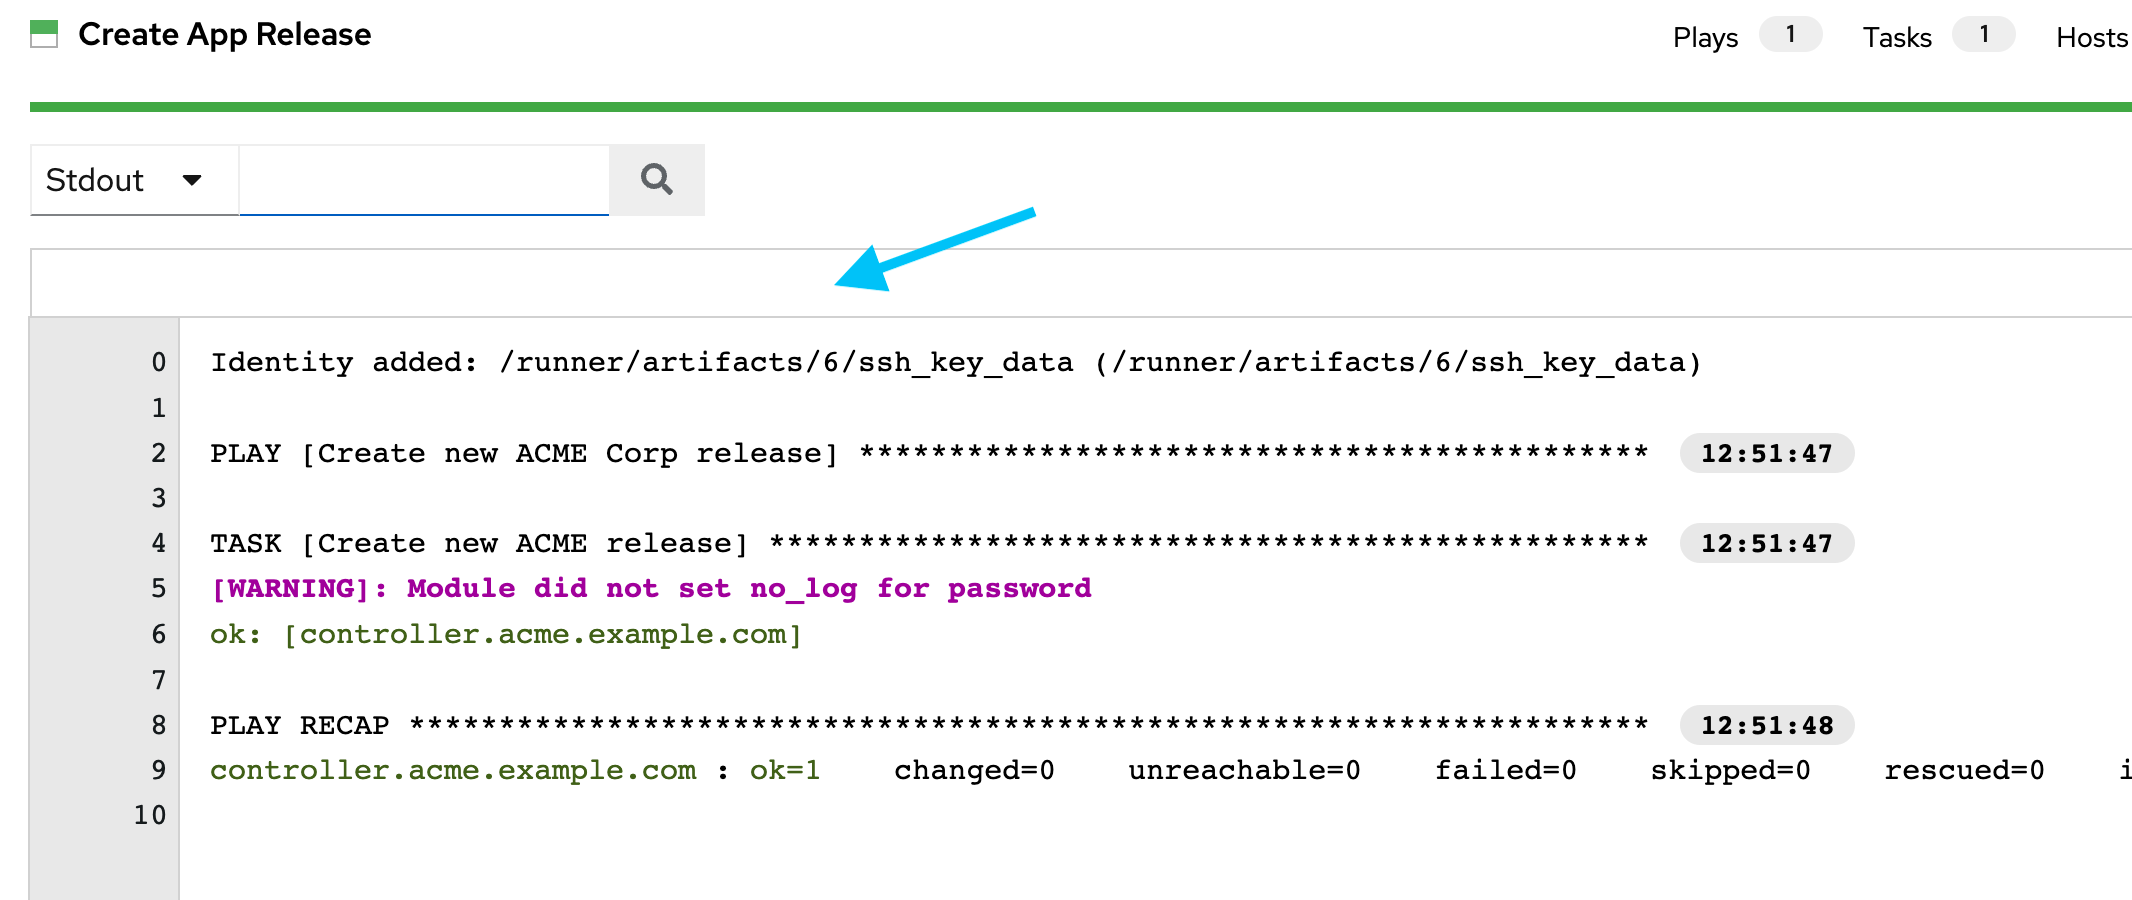 Create App Release Plays 1 Tasks 1 Hosts
Stdout
0 Identity added: /runner/artifacts/6/ssh_key_data (/runner/artifacts/6/ssh_key_data)
1
2 PLAY [Create new ACME Corp release] ******************************************** 12:51:47
3
4 TASK [Create new ACME release] ************************************************* 12:51:47
5 [WARNING]: Module did not set no_log for password
6 ok: [controller.acme.example.com]
7
8 PLAY RECAP ********************************************************************* 12:51:48
9 controller.acme.example.com : ok=1 changed=0 unreachable=0 failed=0 skipped=0 rescued=0 i
10